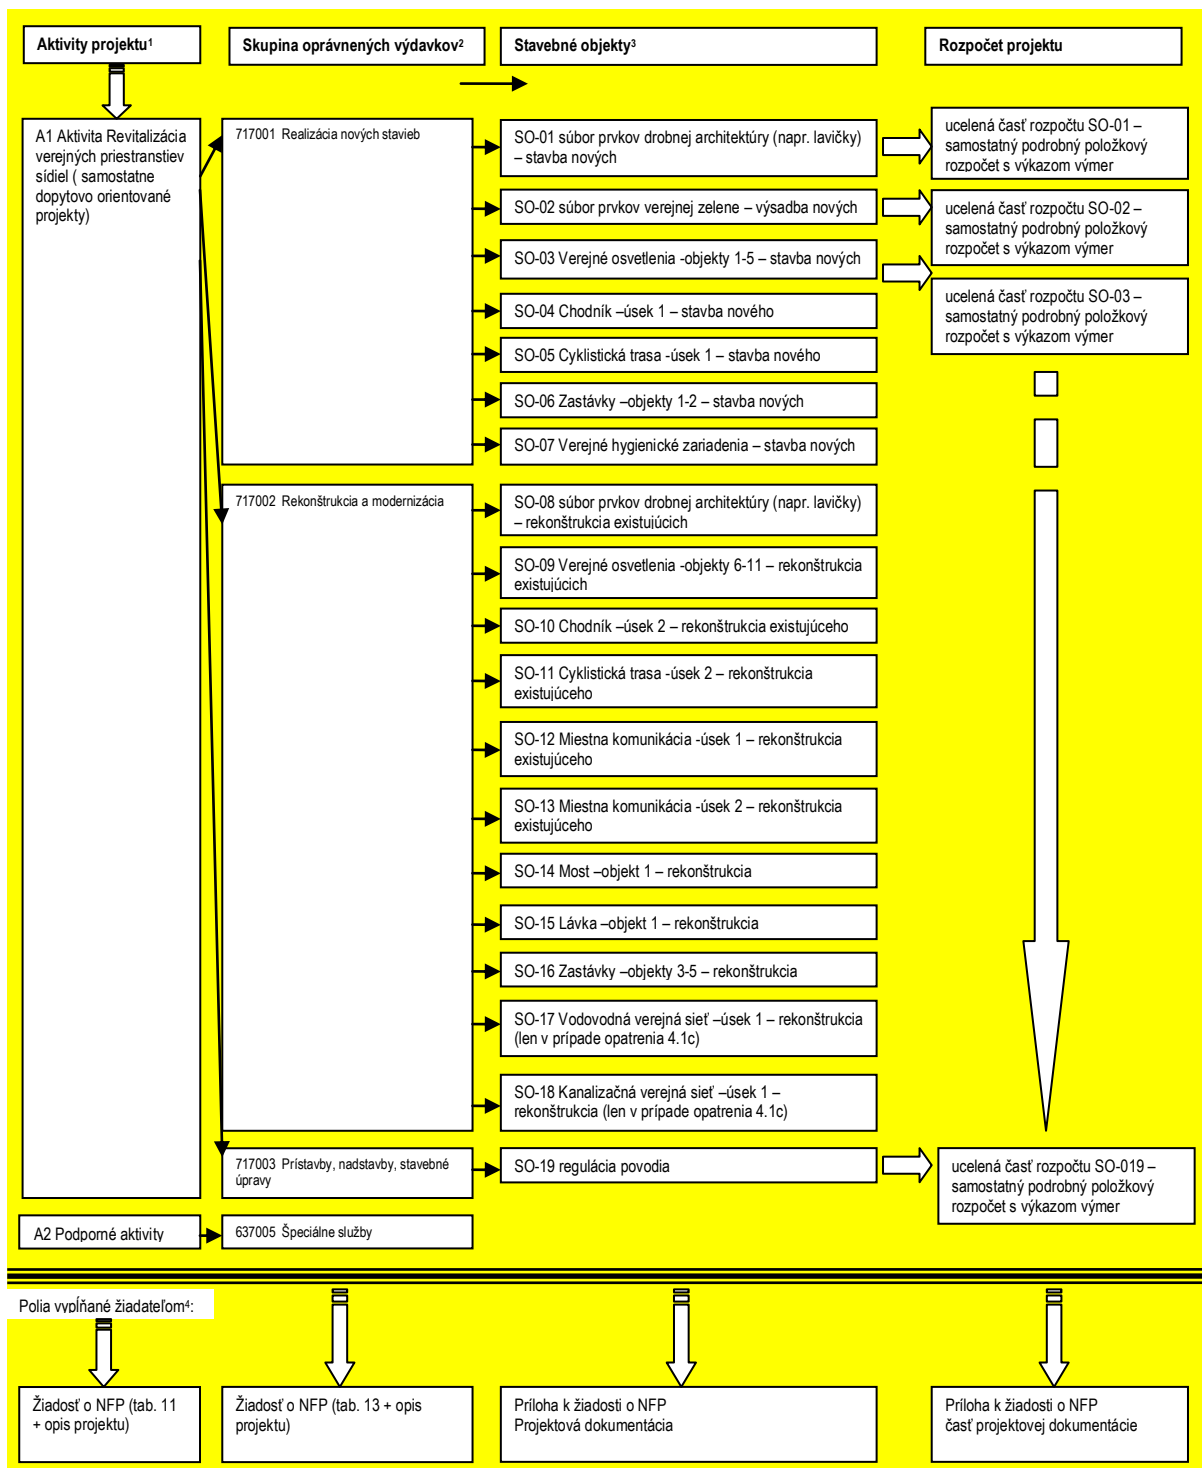 Aktivity projektu¹
Skupina oprávnených výdavkov²
Stavebné objekty³
Rozpočet projektu
A1 Aktivita Revitalizácia
verejných priestranstiev
sídiel ( samostatne
dopytovo orientované
projekty)
717001 Realizácia nových stavieb
SO-01 súbor prvkov drobnej architektúry (napr. lavičky)
– stavba nových
SO-02 súbor prvkov verejnej zelene – výsadba nových
SO-03 Verejné osvetlenia -objekty 1-5 – stavba nových
SO-04 Chodník –úsek 1 – stavba nového
SO-05 Cyklistická trasa -úsek 1 – stavba nového
SO-06 Zastávky –objekty 1-2 – stavba nových
SO-07 Verejné hygienické zariadenia – stavba nových
ucelená časť rozpočtu SO-01 –
samostatný podrobný položkový
rozpočet s výkazom výmer
ucelená časť rozpočtu SO-02 –
samostatný podrobný položkový
rozpočet s výkazom výmer
ucelená časť rozpočtu SO-03 –
samostatný podrobný položkový
rozpočet s výkazom výmer
717002 Rekonštrukcia a modernizácia
SO-08 súbor prvkov drobnej architektúry (napr. lavičky)
– rekonštrukcia existujúcich
SO-09 Verejné osvetlenia -objekty 6-11 – rekonštrukcia
existujúcich
SO-10 Chodník –úsek 2 – rekonštrukcia existujúceho
SO-11 Cyklistická trasa -úsek 2 – rekonštrukcia
existujúceho
SO-12 Miestna komunikácia -úsek 1 – rekonštrukcia
existujúceho
SO-13 Miestna komunikácia -úsek 2 – rekonštrukcia
existujúceho
SO-14 Most –objekt 1 – rekonštrukcia
SO-15 Lávka –objekt 1 – rekonštrukcia
SO-16 Zastávky –objekty 3-5 – rekonštrukcia
SO-17 Vodovodná verejná sieť –úsek 1 – rekonštrukcia
(len v prípade opatrenia 4.1c)
SO-18 Kanalizačná verejná sieť –úsek 1 –
rekonštrukcia (len v prípade opatrenia 4.1c)
717003 Prístavby, nadstavby, stavebné
úpravy
SO-19 regulácia povodia
ucelená časť rozpočtu SO-019 –
samostatný podrobný položkový
rozpočet s výkazom výmer
A2 Podporné aktivity
637005 Špeciálne služby
Polia vypĺňané žiadateľom⁴:
Žiadosť o NFP (tab. 11
+ opis projektu)
Žiadosť o NFP (tab. 13 + opis
projektu)
Príloha k žiadosti o NFP
Projektová dokumentácia
Príloha k žiadosti o NFP
časť projektovej dokumentácie